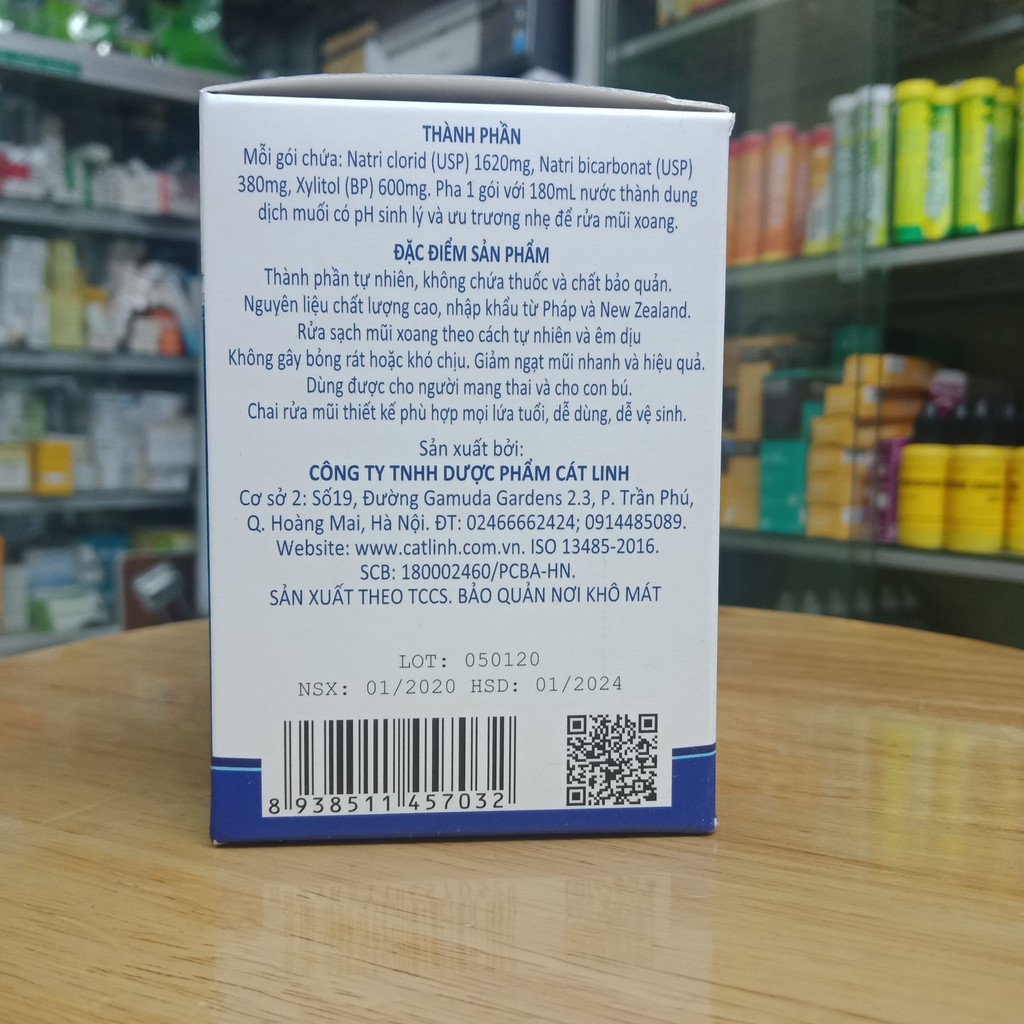 THÀNH PHẦN
Mỗi gói chứa: Natri clorid (USP) 1620mg, Natri bicarbonat (USP)
380mg, Xylitol (BP) 600mg. Pha 1 gói với 180mL nước thành dung
dịch muối có pH sinh lý và ưu trương nhẹ để rửa mũi xoang.
ĐẶC ĐIỂM SẢN PHẨM
Thành phần tự nhiên, không chứa thuốc và chất bảo quản.
Nguyên liệu chất lượng cao, nhập khẩu từ Pháp và New Zealand.
Rửa sạch mũi xoang theo cách tự nhiên và êm dịu
Không gây bỏng rát hoặc khó chịu. Giảm ngạt mũi nhanh và hiệu quả.
Dùng được cho người mang thai và cho con bú.
Chai rửa mũi thiết kế phù hợp mọi lứa tuổi, dễ dùng, dễ vệ sinh.
Sản xuất bởi:
CÔNG TY TNHH DƯỢC PHẨM CÁT LINH
Cơ sở 2: Số19, Đường Gamuda Gardens 2.3, P. Trần Phú,
Q. Hoàng Mai, Hà Nội. ĐT: 02466662424; 0914485089.
Website: www.catlinh.com.vn. ISO 13485-2016.
SCB: 180002460/PCBA-HN.
SẢN XUẤT THEO TCCS. BẢO QUẢN NƠI KHÔ MÁT
LOT: 050120
NSX: 01/2020 HSD: 01/2024
8 938511 457032